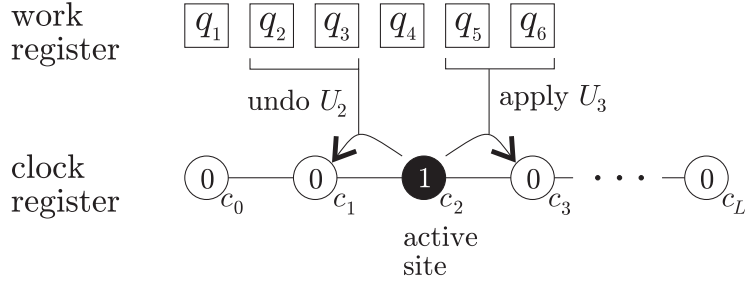 work
register
q₁ q₂ q₃ q₄ q₅ q₆
undo U₂
apply U₃
clock
register
0 0 1 0 · · · 0
c₀ c₁ c₂ c₃ c_L
active
site